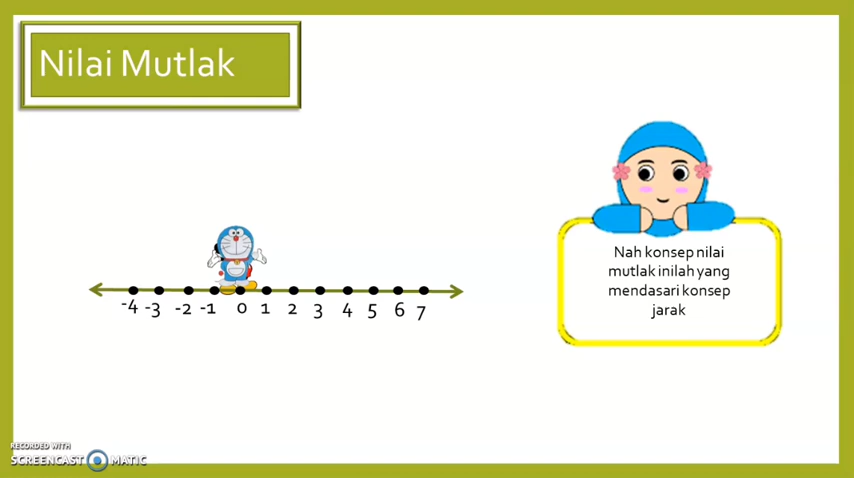 Nilai Mutlak
Nah konsep nilai
mutlak inilah yang
mendasari konsep
jarak
-4 -3 -2 -1 0 1 2 3 4 5 6 7
RECORDED WITH
SCREENCAST MATIC